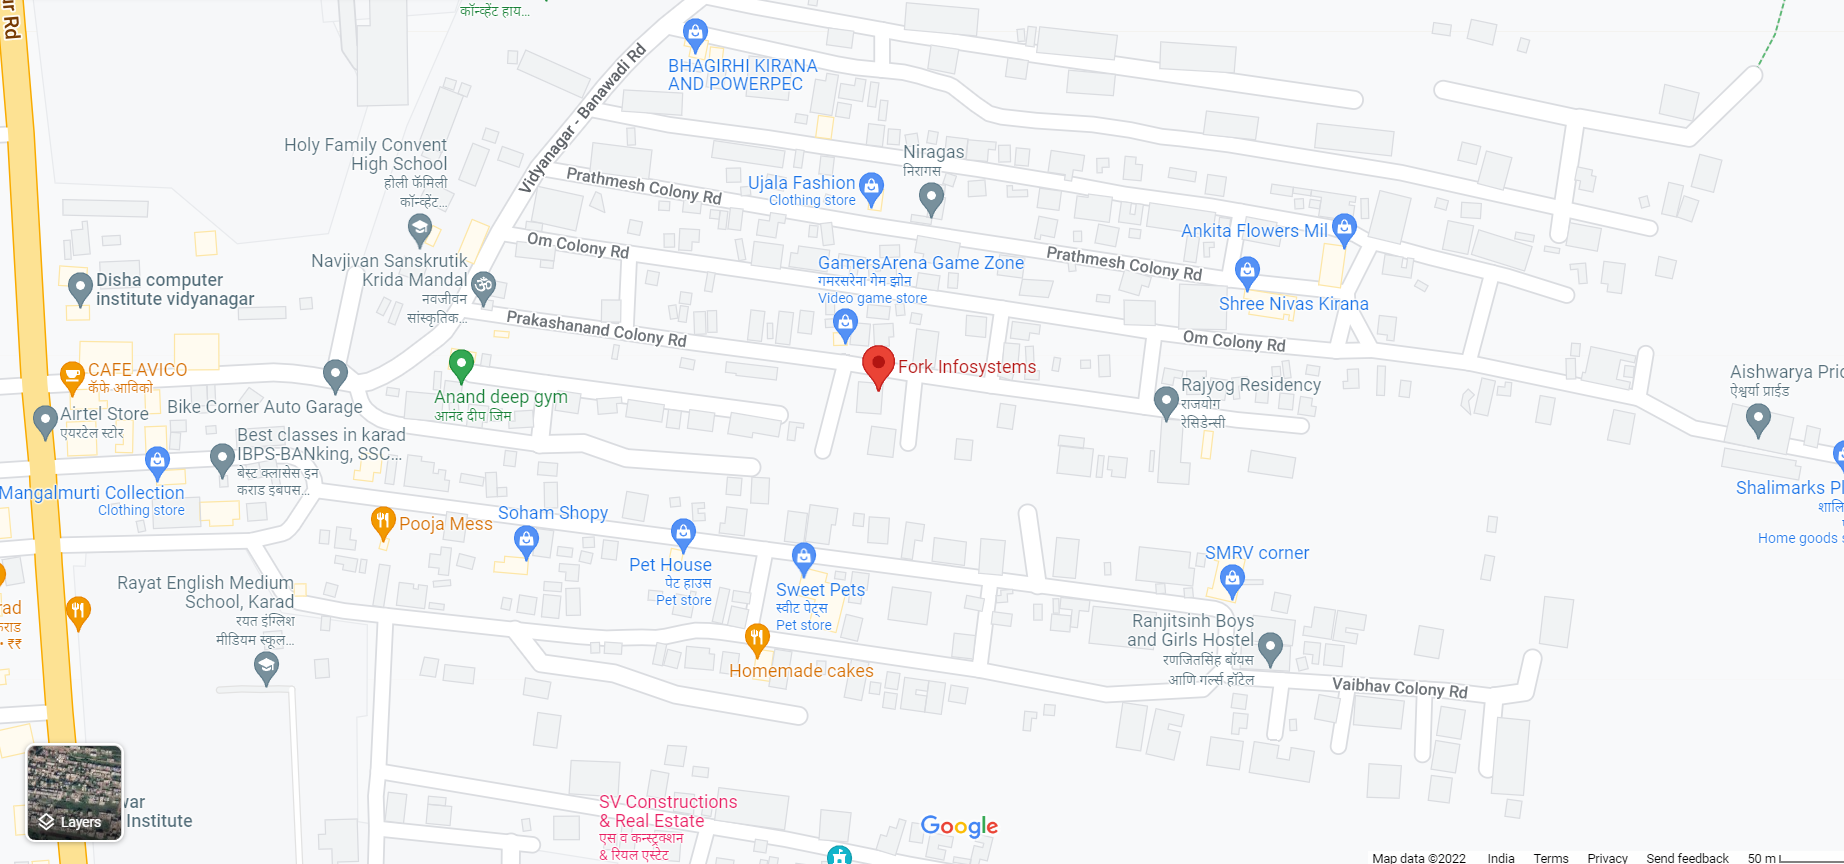 ur Rd
कॉन्व्हेंट हाय...
BHAGIRHI KIRANA
AND POWERPEC
Vidyanagar - Banawadi Rd
Holy Family Convent
High School
होली फॅमिली
कॉन्व्हेंट...
Prathmesh Colony Rd
Ujala Fashion
Clothing store
Niragas
निरागस
Ankita Flowers Mil
Om Colony Rd
Prathmesh Colony Rd
Navjivan Sanskrutik
Krida Mandal
नवजीवन
सांस्कृतिक...
GamersArena Game Zone
गमरसरेना गेम झोन
Video game store
Disha computer
institute vidyanagar
Shree Nivas Kirana
Prakashanand Colony Rd
Om Colony Rd
CAFE AVICO
कॅफे आविको
Fork Infosystems
Anand deep gym
आनंद दीप जिम
Rajyog Residency
राजयोग
रेसिडेन्सी
Aishwarya Pric
ऐश्वर्या प्राईड
Airtel Store
एयरटेल स्टोर
Bike Corner Auto Garage
Best classes in karad
IBPS-BANking, SSC...
बेस्ट क्लासेस इन
कराड इबपस...
Mangalmurti Collection
Clothing store
Shalimarks Pl
शालि
Home goods s
Pooja Mess
Soham Shopy
Pet House
पेट हाउस
Pet store
Sweet Pets
स्वीट पेट्स
Pet store
SMRV corner
Rayat English Medium
School, Karad
रयत इंग्लिश
मीडियम स्कूल...
rad
कराड
• ₹₹
Ranjitsinh Boys
and Girls Hostel
रणजितसिंह बॉयस
आणि गर्ल्स हॉटेल
Homemade cakes
Vaibhav Colony Rd
SV Constructions
& Real Estate
एस व कन्स्ट्रक्शन
& रियल एस्टेट
war
Institute
Layers
Google
Map data ©2022 India Terms Privacy Send feedback 50 m